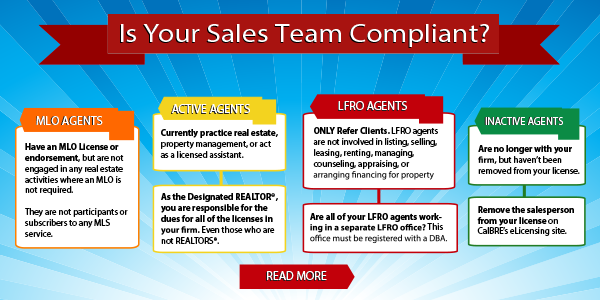 Is Your Sales Team Compliant?
MLO AGENTS
Have an MLO License or
endorsement, but are not
engaged in any real estate
activities where an MLO is
not required.
They are not participants or
subscribers to any MLS
service.
ACTIVE AGENTS
Currently practice real estate,
property management, or act
as a licensed assistant.
As the Designated REALTOR®,
you are responsible for the
dues for all of the licenses in
your firm. Even those who are
not REALTORS®.
LFRO AGENTS
ONLY Refer Clients. LFRO agents
are not involved in listing, selling,
leasing, renting, managing,
counseling, appraising, or
arranging financing for property
Are all of your LFRO agents work-
ing in a separate LFRO office? This
office must be registered with a DBA.
INACTIVE AGENTS
Are no longer with your
firm, but haven't been
removed from your license.
Remove the salesperson
from your license on
CalBRE's eLicensing site.
READ MORE